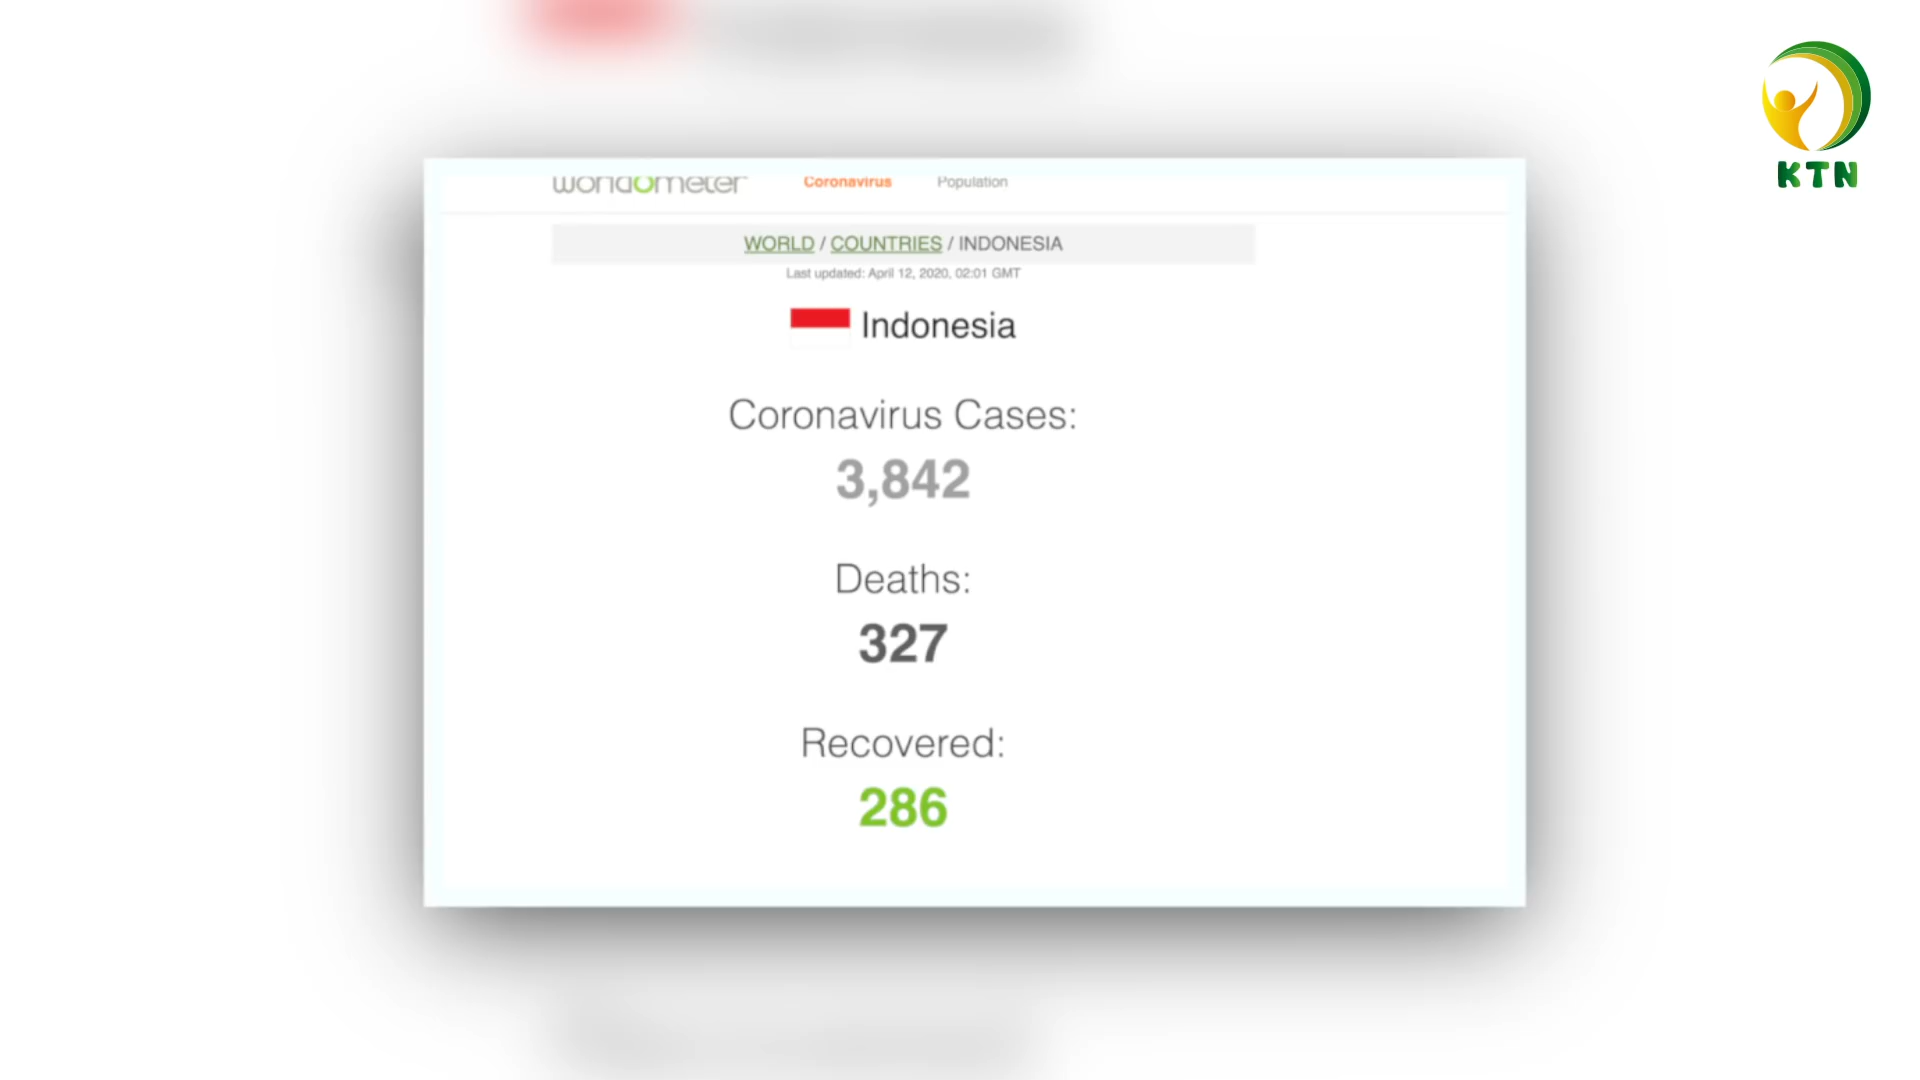 worldometer Coronavirus Population
WORLD / COUNTRIES / INDONESIA
Last updated: April 12, 2020, 02:01 GMT
Indonesia
Coronavirus Cases:
3,842
Deaths:
327
Recovered:
286
KTN